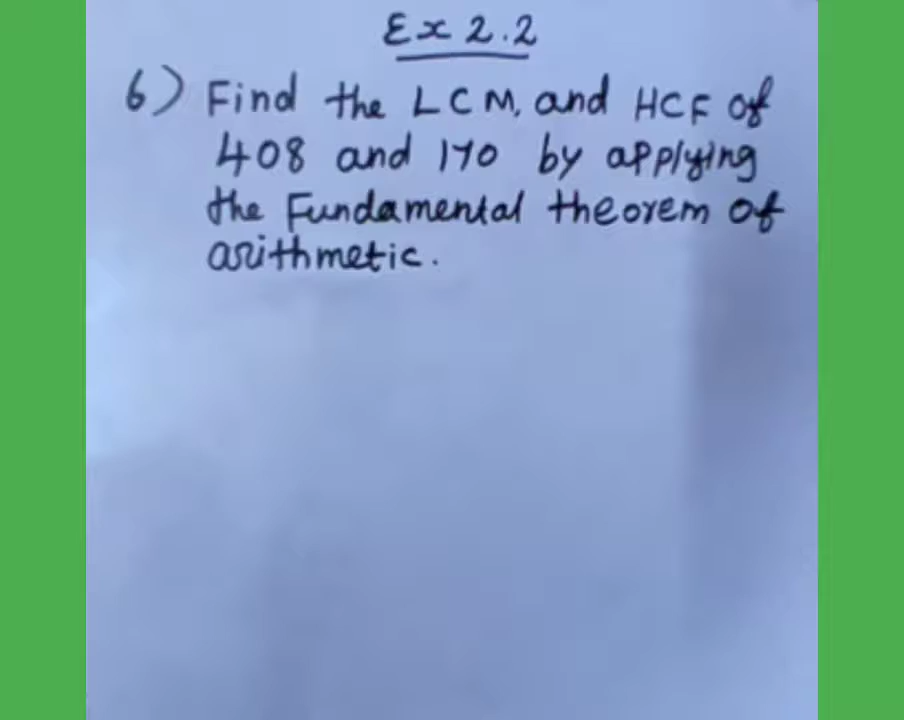 Ex 2.2
6) Find the LCM, and HCF of
408 and 170 by applying
the Fundamental theorem of
arithmetic.